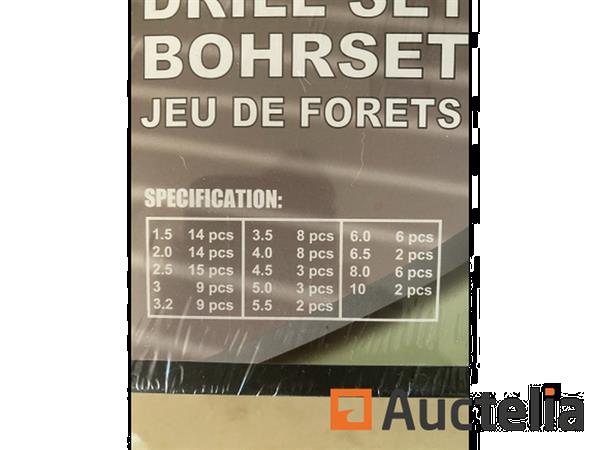 DRILL SET
BOHRSET
JEU DE FORETS
SPECIFICATION:
1.5 14 pcs 3.5 8 pcs 6.0 6 pcs
2.0 14 pcs 4.0 8 pcs 6.5 2 pcs
2.5 15 pcs 4.5 3 pcs 8.0 6 pcs
3 9 pcs 5.0 3 pcs 10 2 pcs
3.2 9 pcs 5.5 2 pcs
Auctelia